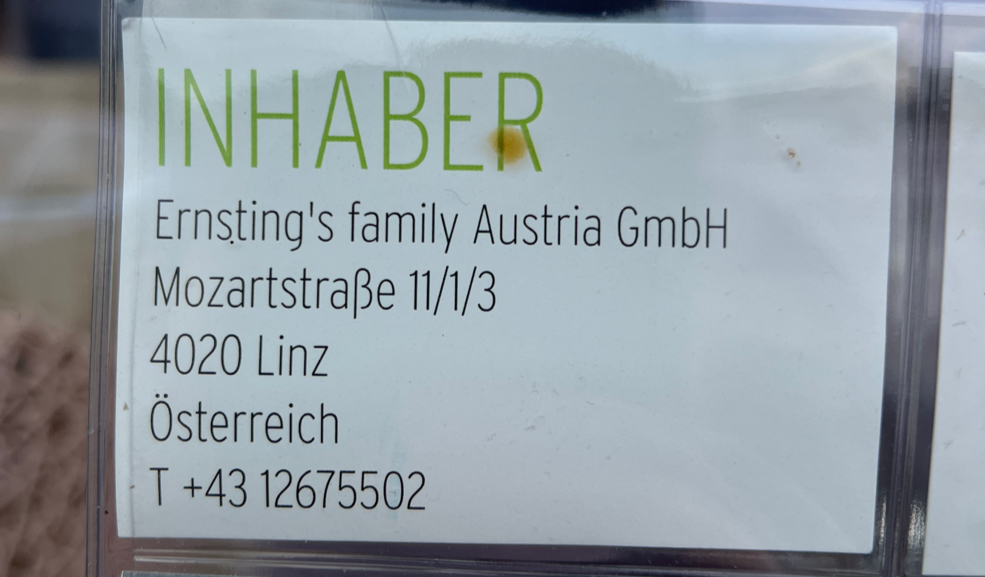 INHABER
Ernsting's family Austria GmbH
Mozartstraße 11/1/3
4020 Linz
Österreich
T +43 12675502